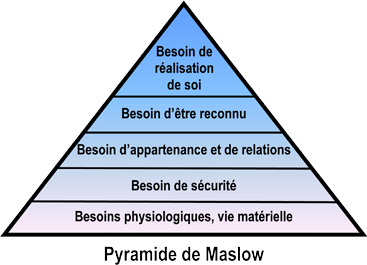 Besoin de
réalisation
de soi
Besoin d'être reconnu
Besoin d'appartenance et de relations
Besoin de sécurité
Besoins physiologiques, vie matérielle
Pyramide de Maslow